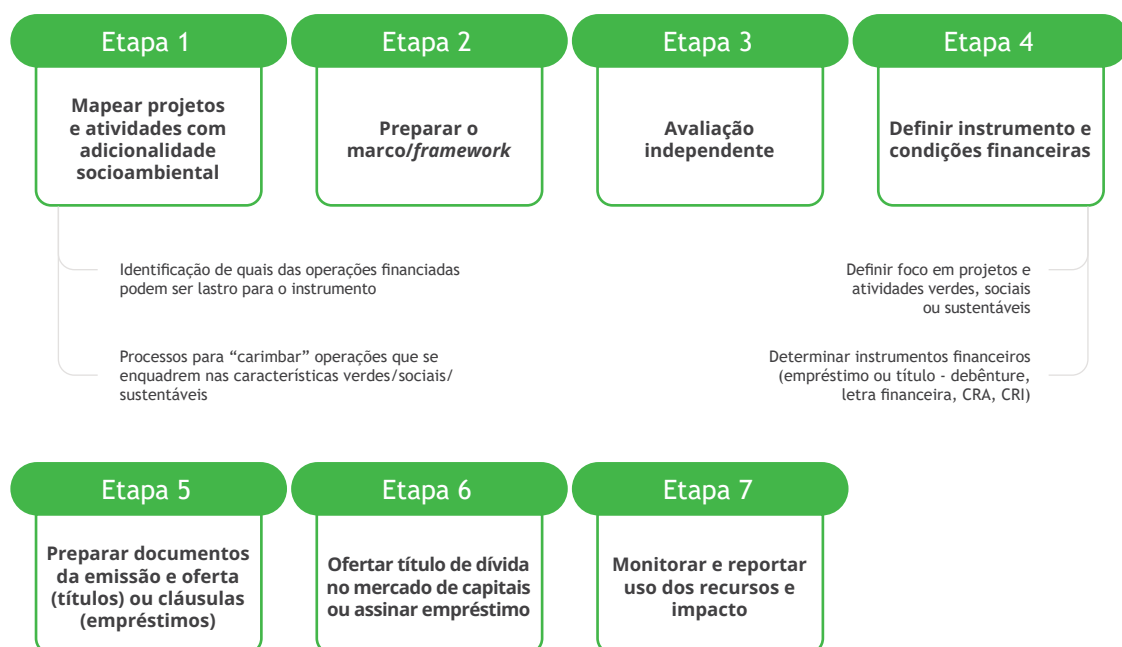 Etapa 1
Mapear projetos
e atividades com
adicionalidade
socioambiental
Etapa 2
Preparar o
marco/framework
Etapa 3
Avaliação
independente
Etapa 4
Definir instrumento e
condições financeiras
Identificação de quais das operações financiadas
podem ser lastro para o instrumento
Processos para “carimbar” operações que se
enquadrem nas características verdes/sociais/
sustentáveis
Definir foco em projetos e
atividades verdes, sociais
ou sustentáveis
Determinar instrumentos financeiros
(empréstimo ou título - debênture,
letra financeira, CRA, CRI)
Etapa 5
Preparar documentos
da emissão e oferta
(títulos) ou cláusulas
(empréstimos)
Etapa 6
Ofertar título de dívida
no mercado de capitais
ou assinar empréstimo
Etapa 7
Monitorar e reportar
uso dos recursos e
impacto